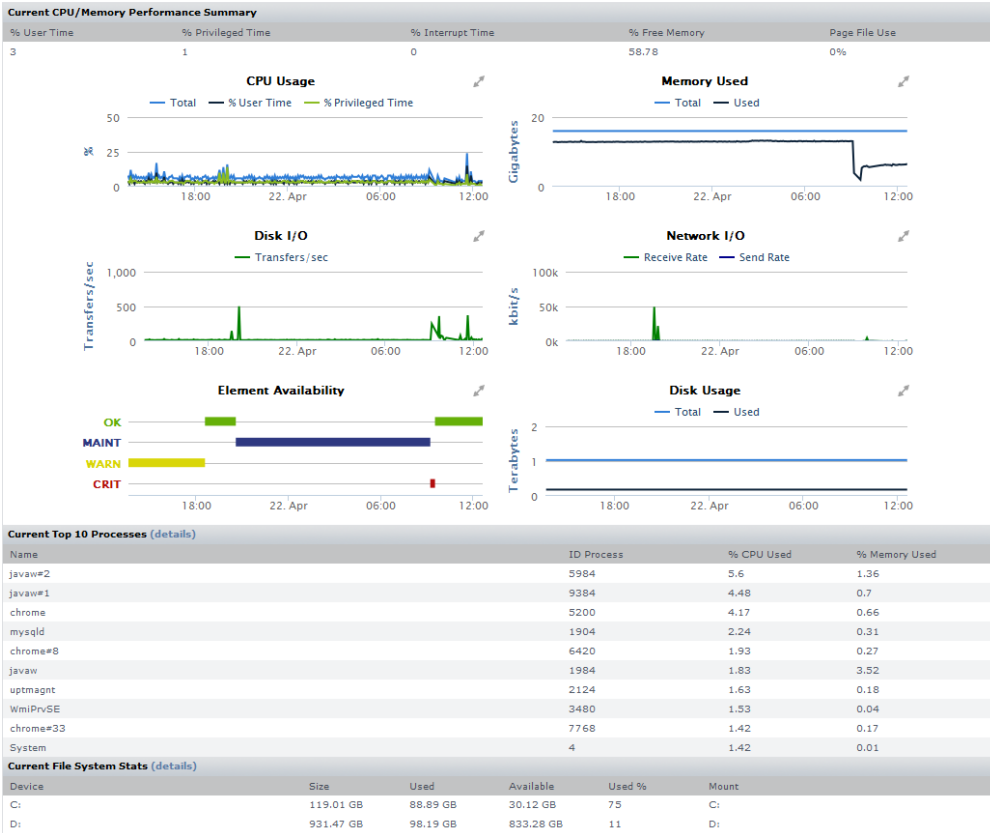 Current CPU/Memory Performance Summary
% User Time % Privileged Time % Interrupt Time % Free Memory Page File Use
3 1 0 58.78 0%
CPU Usage
Total % User Time % Privileged Time
%
50
25
0
18:00 22. Apr 06:00 12:00
Memory Used
Total Used
Gigabytes
20
0
18:00 22. Apr 06:00 12:00
Disk I/O
Transfers/sec
Transfers/sec
1,000
500
0
18:00 22. Apr 06:00 12:00
Network I/O
Receive Rate Send Rate
kbit/s
100k
50k
0k
18:00 22. Apr 06:00 12:00
Element Availability
OK
MAINT
WARN
CRIT
18:00 22. Apr 06:00 12:00
Disk Usage
Total Used
Terabytes
2
1
0
18:00 22. Apr 06:00 12:00
Current Top 10 Processes (details)
Name ID Process % CPU Used % Memory Used
javaw#2 5984 5.6 1.36
javaw#1 9384 4.48 0.7
chrome 5200 4.17 0.66
mysqld 1904 2.24 0.31
chrome#8 6420 1.93 0.27
javaw 1984 1.83 3.52
uptmagnt 2124 1.63 0.18
WmiPrvSE 3480 1.53 0.04
chrome#33 7768 1.42 0.17
System 4 1.42 0.01
Current File System Stats (details)
Device Size Used Available Used % Mount
C: 119.01 GB 88.89 GB 30.12 GB 75 C:
D: 931.47 GB 98.19 GB 833.28 GB 11 D: